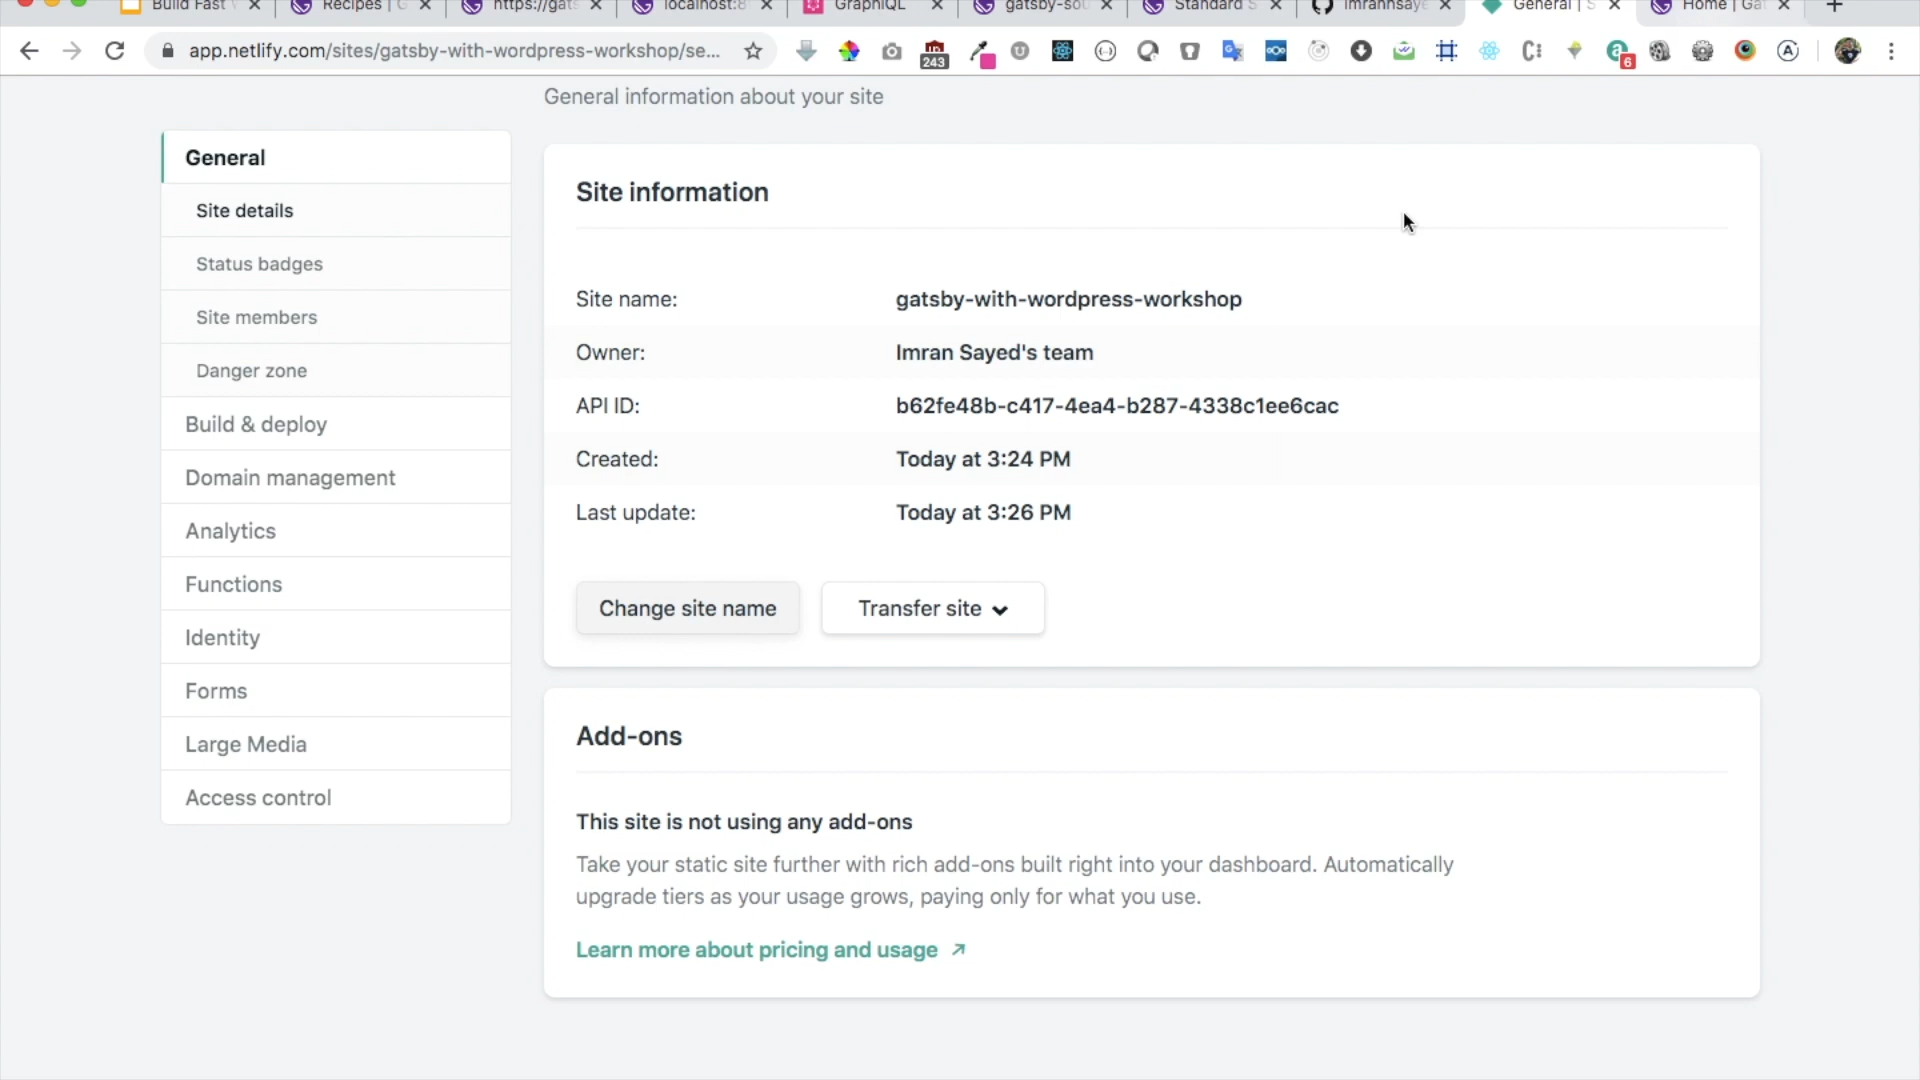 Build Fast
Recipes | G
https://gats
localhost:8
GraphiQL
gatsby-sou
Standard S
imranhsaye
General | S
Home | Gat
app.netlify.com/sites/gatsby-with-wordpress-workshop/se...
243
6
General information about your site
General
Site details
Status badges
Site members
Danger zone
Build & deploy
Domain management
Analytics
Functions
Identity
Forms
Large Media
Access control
Site information
Site name: gatsby-with-wordpress-workshop
Owner: Imran Sayed's team
API ID: b62fe48b-c417-4ea4-b287-4338c1ee6cac
Created: Today at 3:24 PM
Last update: Today at 3:26 PM
Change site name Transfer site
Add-ons
This site is not using any add-ons
Take your static site further with rich add-ons built right into your dashboard. Automatically
upgrade tiers as your usage grows, paying only for what you use.
Learn more about pricing and usage